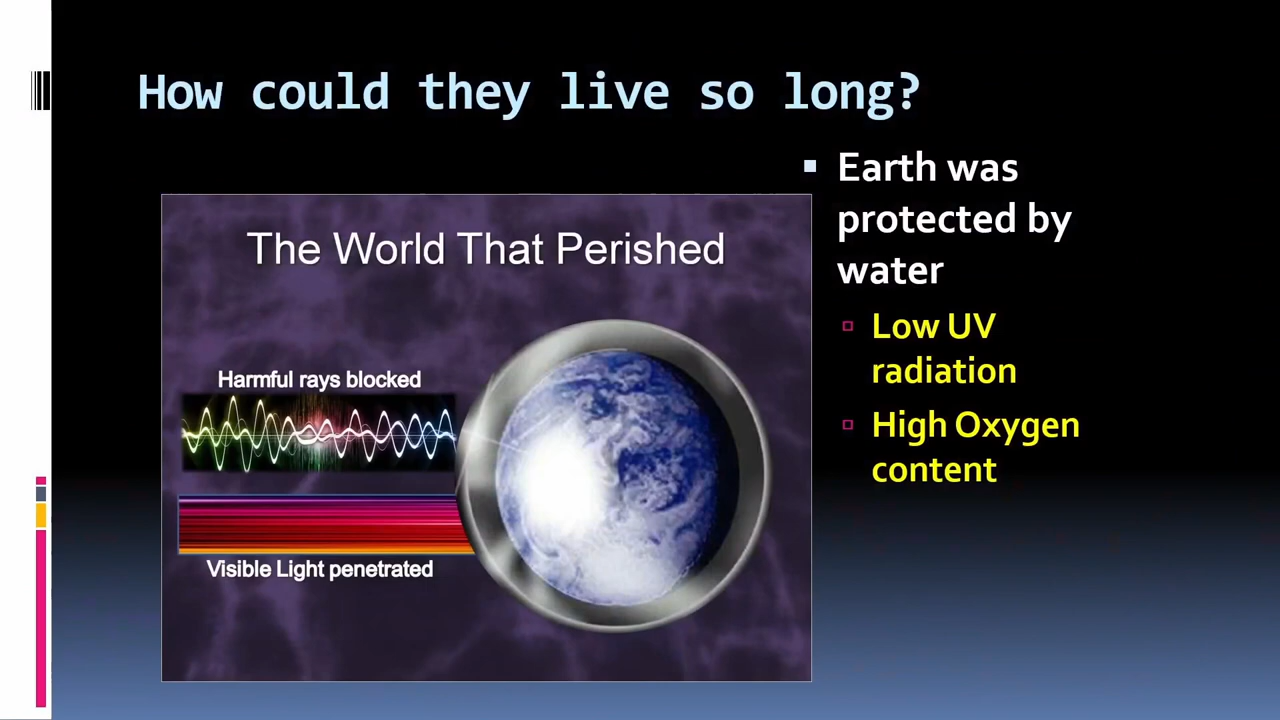 How could they live so long?
The World That Perished
Harmful rays blocked
Visible Light penetrated
Earth was
protected by
water
Low UV
radiation
High Oxygen
content